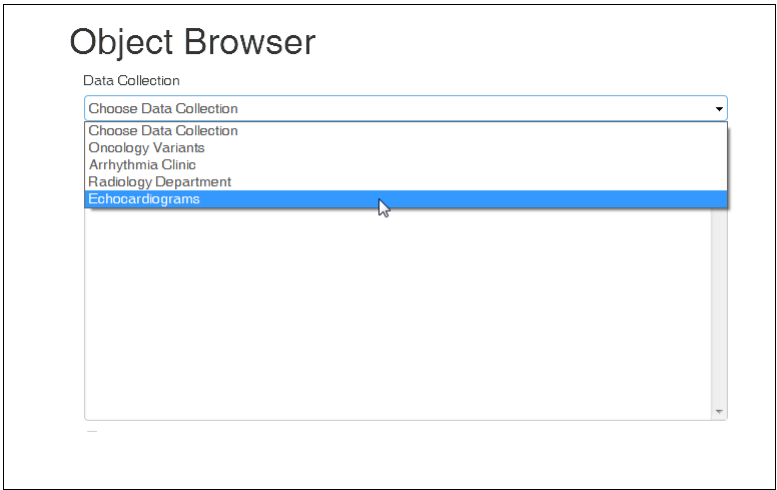 Object Browser
Data Collection
Choose Data Collection
Choose Data Collection
Oncology Variants
Arrhythmia Clinic
Radiology Department
Echocardiograms